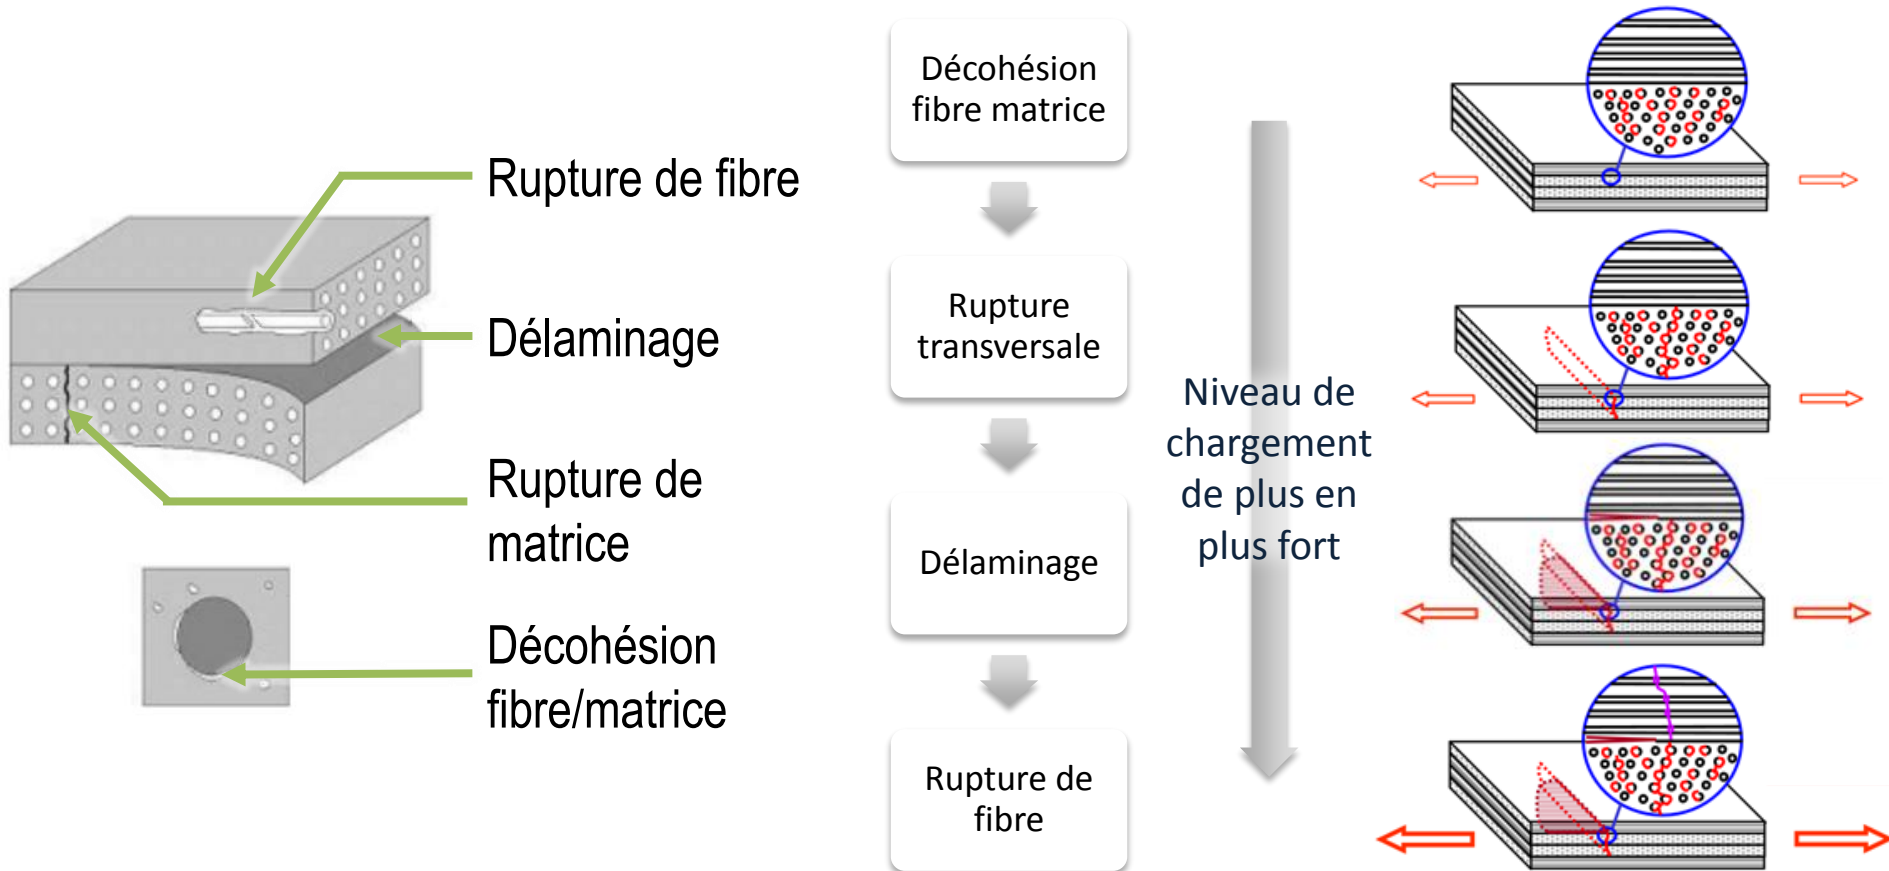 Rupture de fibre
Délaminage
Rupture de
matrice
Décohésion
fibre/matrice
Décohésion
fibre matrice
Rupture
transversale
Délaminage
Rupture de
fibre
Niveau de
chargement
de plus en
plus fort